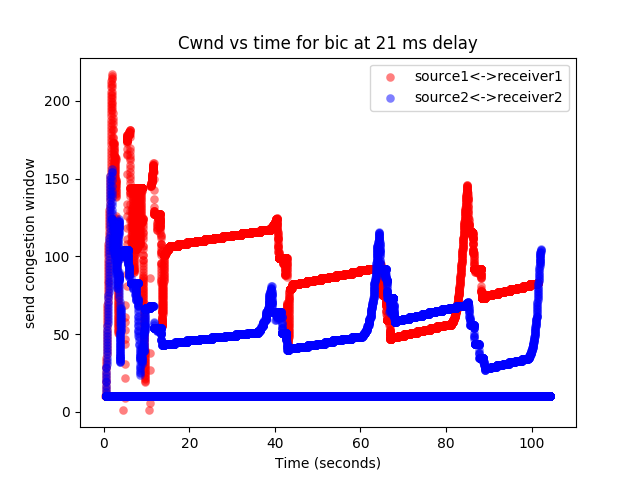 Cwnd vs time for bic at 21 ms delay
source1<->receiver1
source2<->receiver2
send congestion window
200
150
100
50
0
0 20 40 60 80 100
Time (seconds)